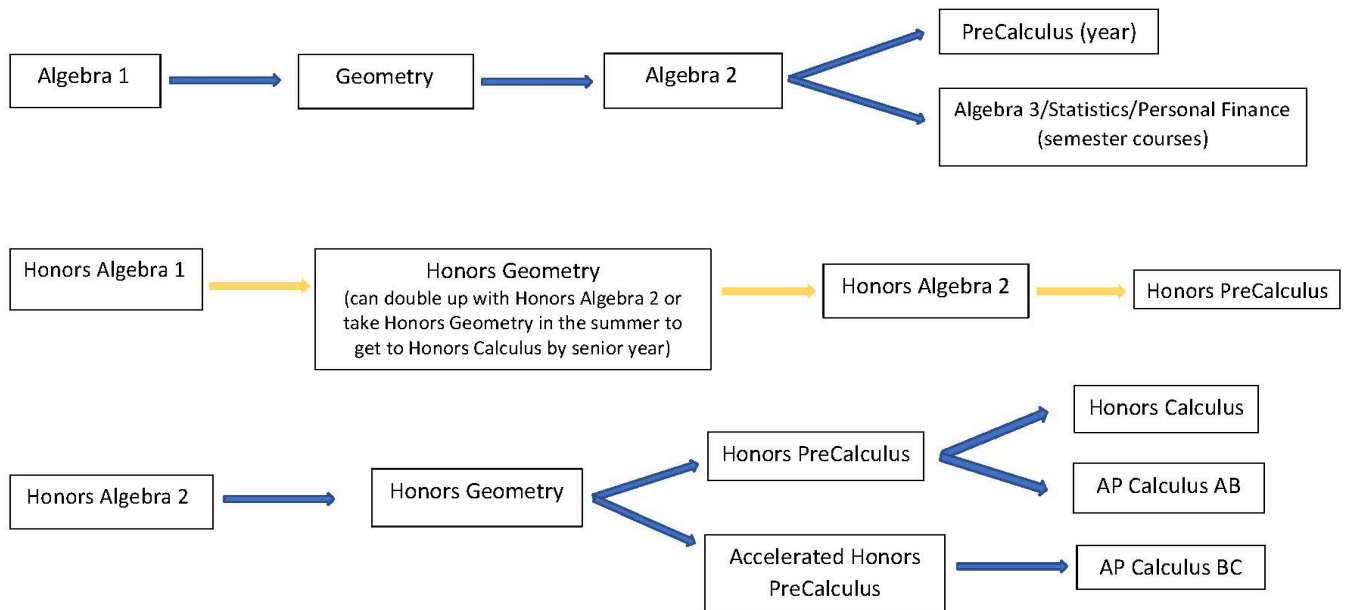 Algebra 1
Geometry
Algebra 2
PreCalculus (year)
Algebra 3/Statistics/Personal Finance
(semester courses)
Honors Algebra 1
Honors Geometry
(can double up with Honors Algebra 2 or
take Honors Geometry in the summer to
get to Honors Calculus by senior year)
Honors Algebra 2
Honors PreCalculus
Honors Algebra 2
Honors Geometry
Honors PreCalculus
Honors Calculus
AP Calculus AB
Accelerated Honors
PreCalculus
AP Calculus BC